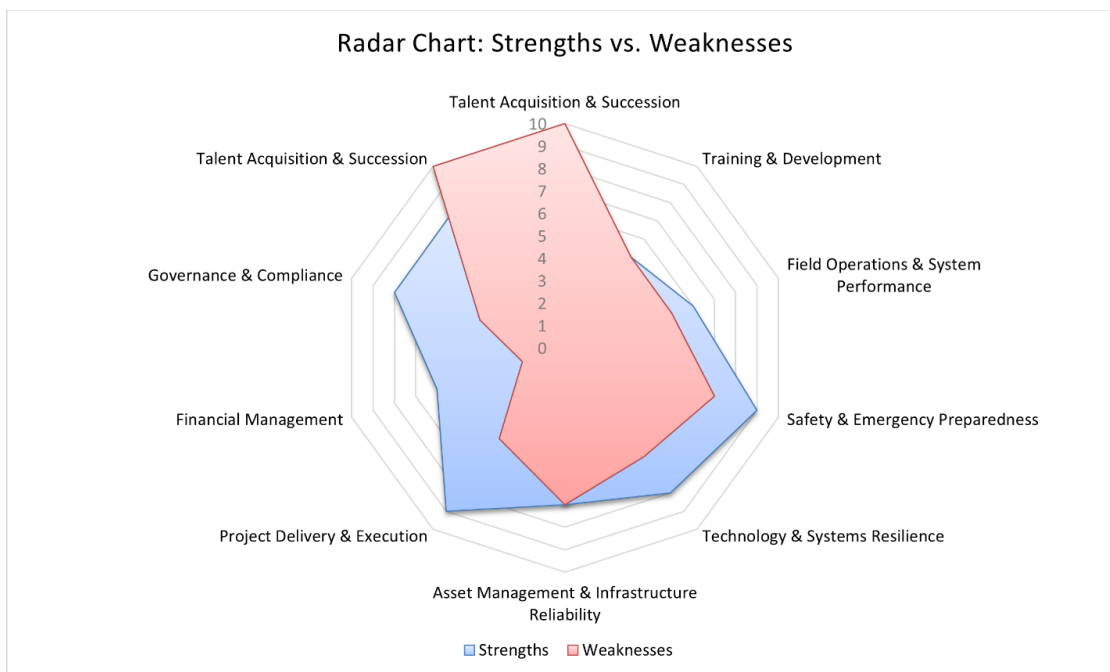 Radar Chart: Strengths vs. Weaknesses
Talent Acquisition & Succession
10
9
8
7
6
5
4
3
2
1
0
Training & Development
Field Operations & System
Performance
Safety & Emergency Preparedness
Technology & Systems Resilience
Asset Management & Infrastructure
Reliability
Project Delivery & Execution
Financial Management
Governance & Compliance
Talent Acquisition & Succession
Strengths Weaknesses